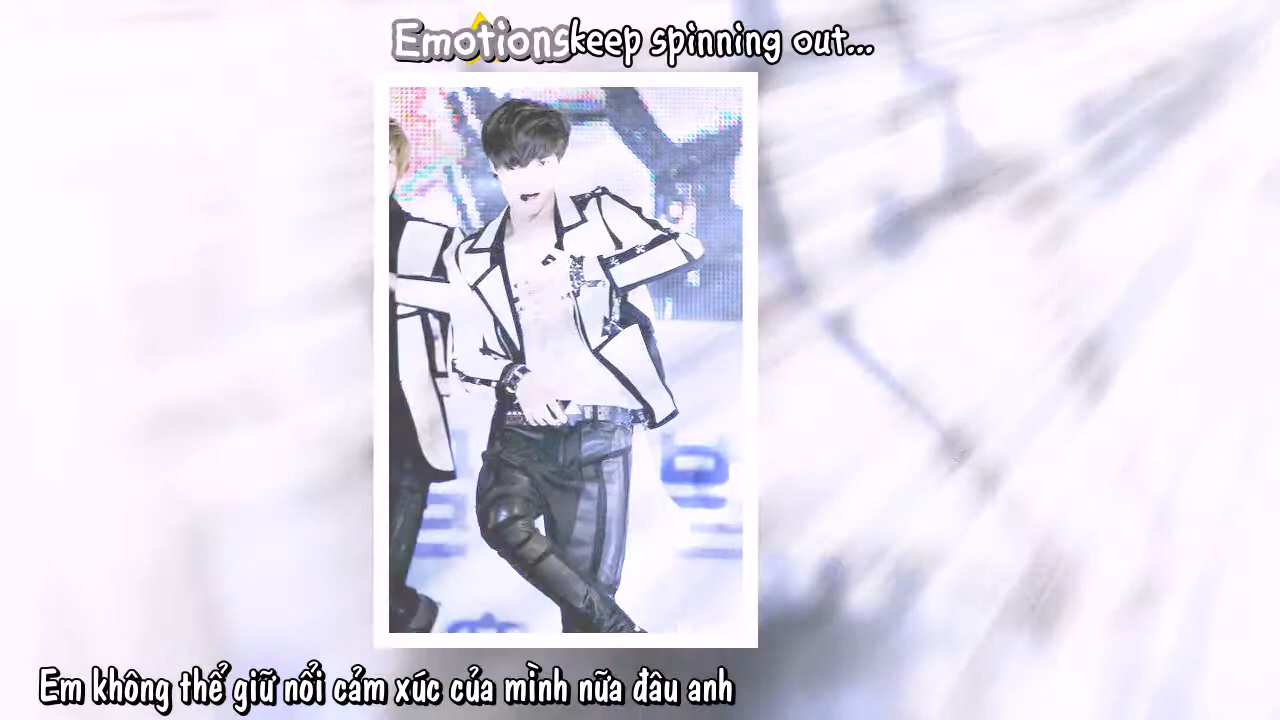 Emotions keep spinning out...
Em không thể giữ nổi cảm xúc của mình nữa đâu anh